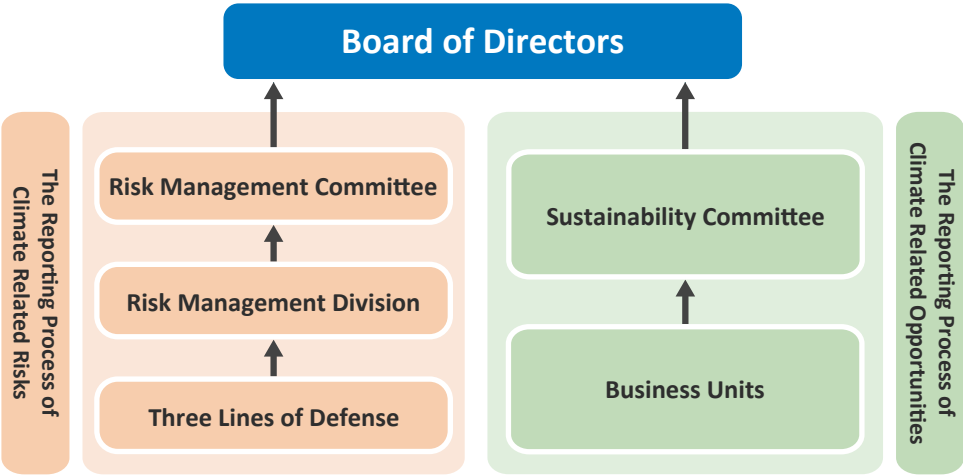 Board of Directors
The Reporting Process of
Climate Related Risks
Risk Management Committee
Risk Management Division
Three Lines of Defense
Sustainability Committee
Business Units
The Reporting Process of
Climate Related Opportunities